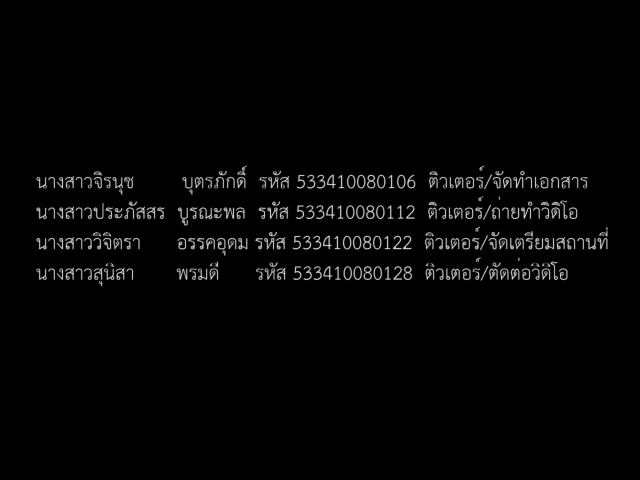 นางสาวจิรนุช บุตรภักดิ์ รหัส 533410080106 ติวเตอร์/จัดทำเอกสาร
นางสาวประภัสสร บูรณะพล รหัส 533410080112 ติวเตอร์/ถ่ายทำวิดิโอ
นางสาววิจิตรา อรรคอุดม รหัส 533410080122 ติวเตอร์/จัดเตรียมสถานที่
นางสาวสุนิสา พรมดี รหัส 533410080128 ติวเตอร์/ตัดต่อวิดิโอ